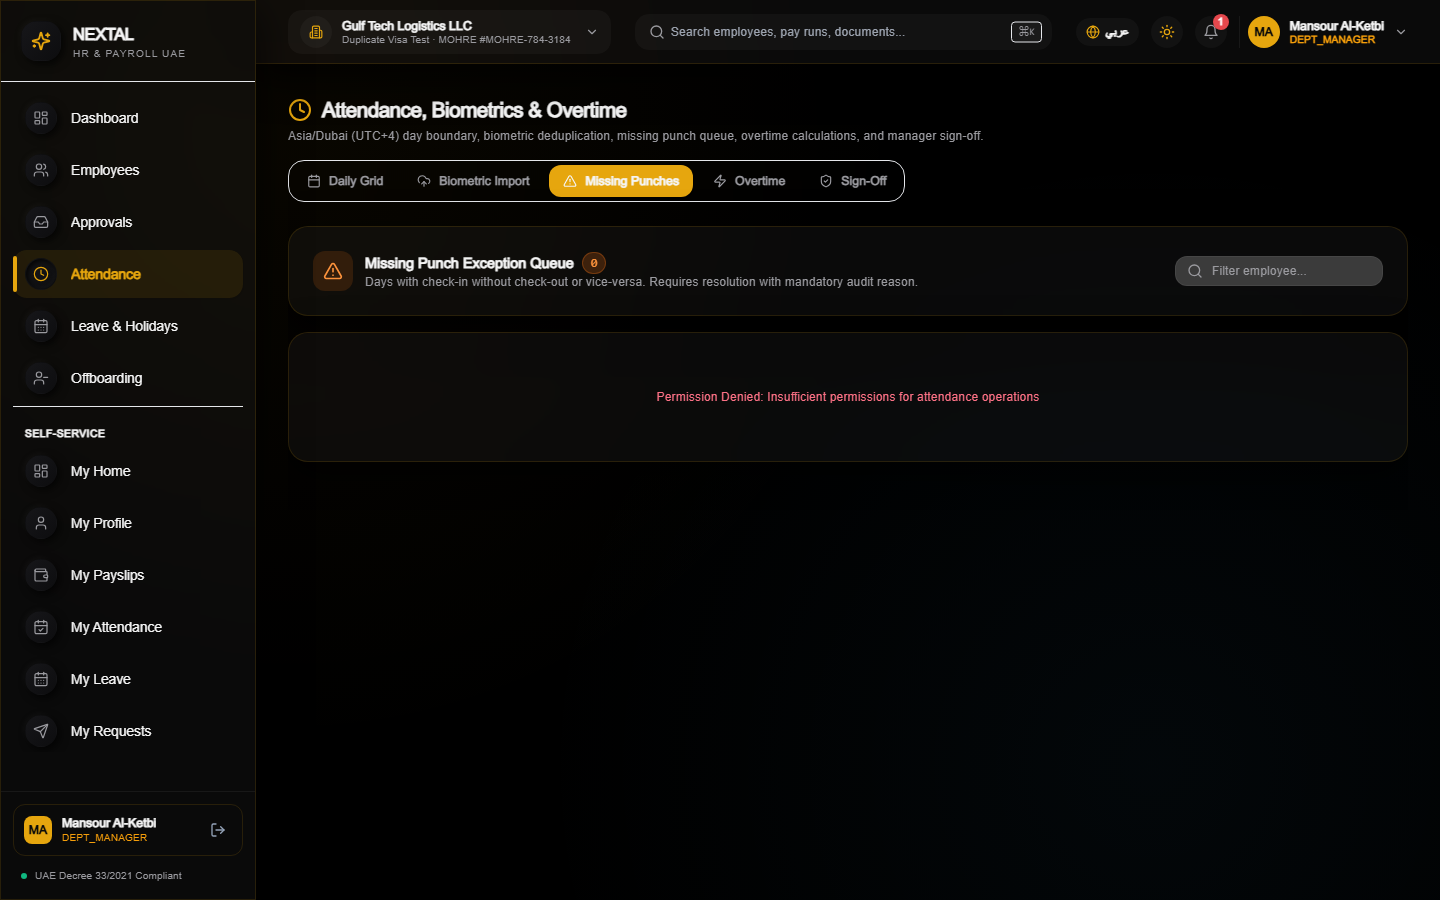 NEXTAL
HR & PAYROLL UAE
Gulf Tech Logistics LLC
Duplicate Visa Test · MOHRE #MOHRE-784-3184
Search employees, pay runs, documents...
⌘K
عربي
1
MA
Mansour Al-Ketbi
DEPT_MANAGER
Dashboard
Employees
Approvals
Attendance
Leave & Holidays
Offboarding
SELF-SERVICE
My Home
My Profile
My Payslips
My Attendance
My Leave
My Requests
MA
Mansour Al-Ketbi
DEPT_MANAGER
UAE Decree 33/2021 Compliant
Attendance, Biometrics & Overtime
Asia/Dubai (UTC+4) day boundary, biometric deduplication, missing punch queue, overtime calculations, and manager sign-off.
Daily Grid
Biometric Import
Missing Punches
Overtime
Sign-Off
Missing Punch Exception Queue 0
Days with check-in without check-out or vice-versa. Requires resolution with mandatory audit reason.
Filter employee...
Permission Denied: Insufficient permissions for attendance operations